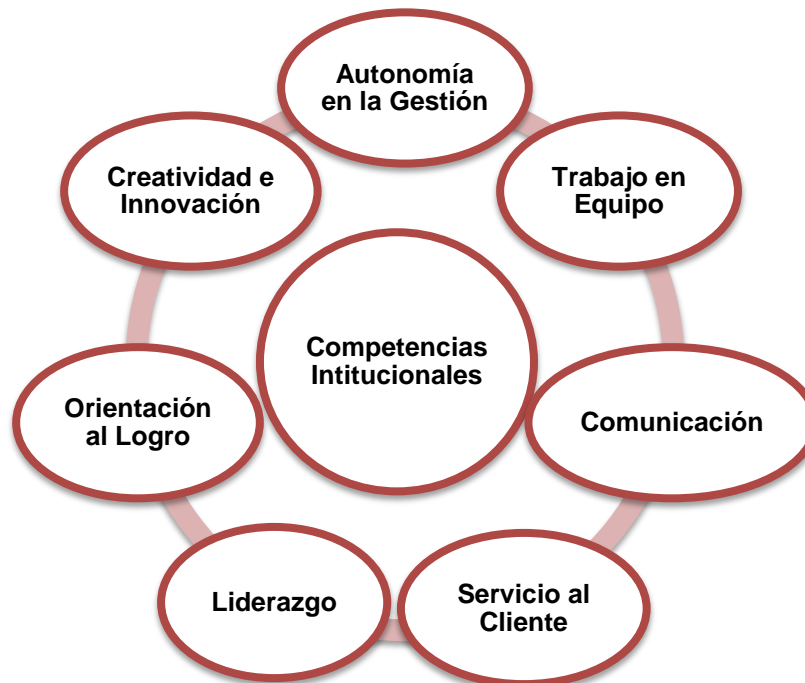 Autonomía
en la Gestión
Trabajo en
Equipo
Comunicación
Servicio al
Cliente
Liderazgo
Orientación
al Logro
Creatividad e
Innovación
Competencias
Intitucionales